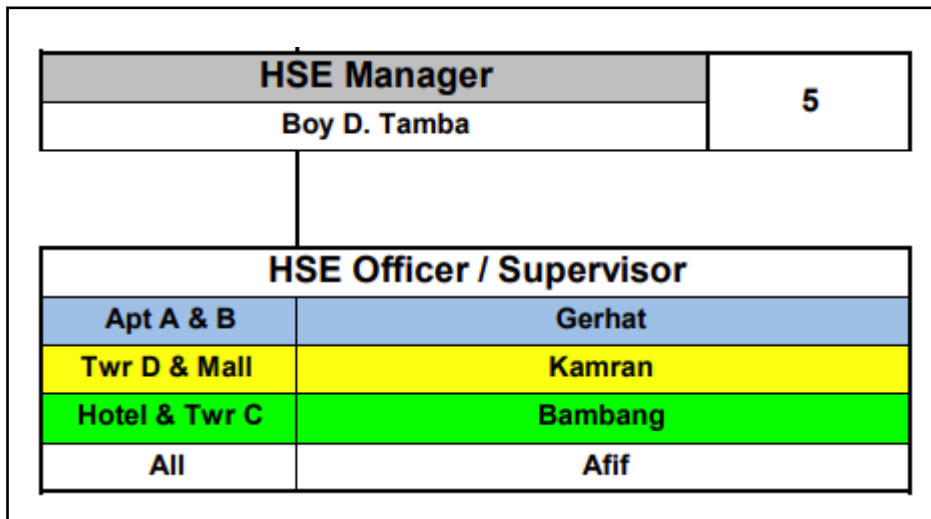 HSE Manager
5
Boy D. Tamba
HSE Officer / Supervisor
Apt A & B Gerhat
Twr D & Mall Kamran
Hotel & Twr C Bambang
All Afif